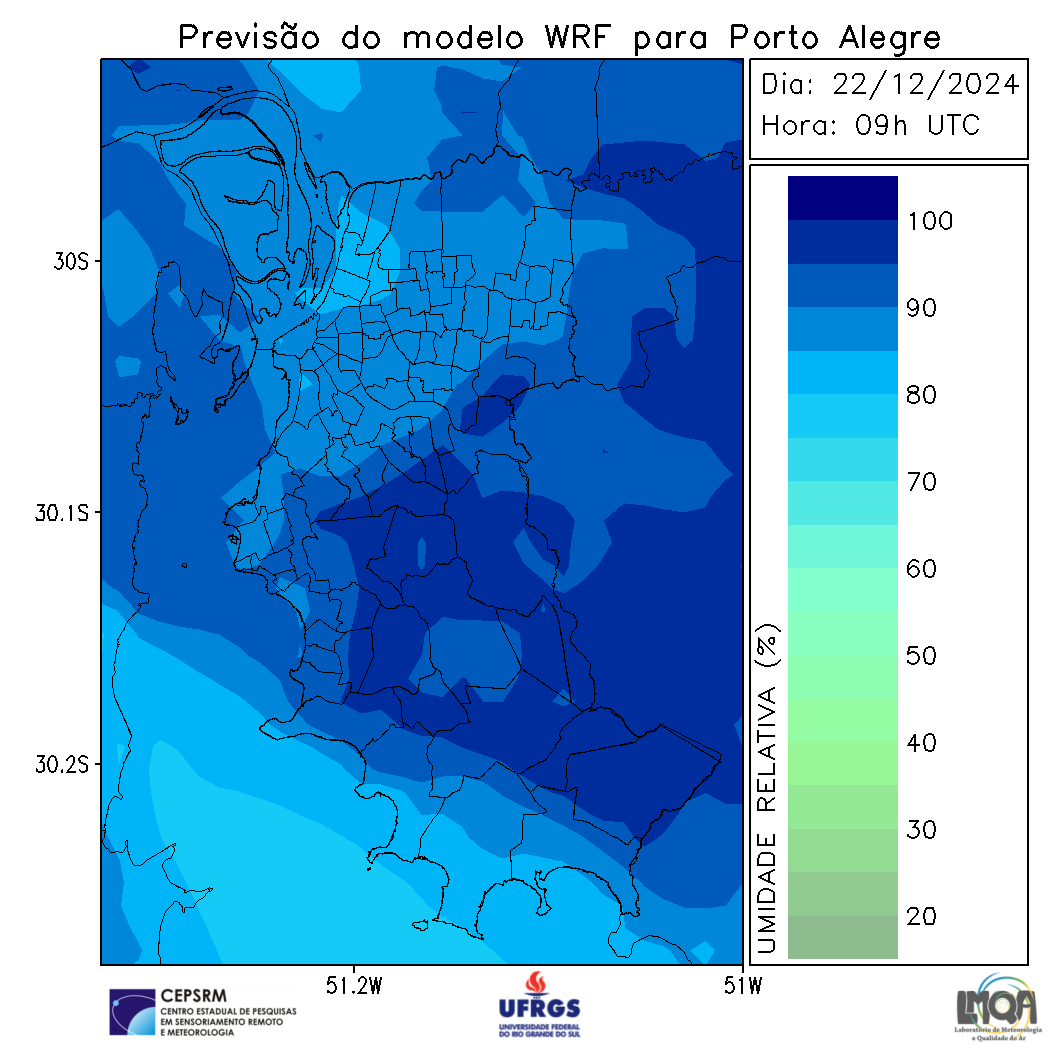 Previsão do modelo WRF para Porto Alegre
Dia: 22/12/2024
Hora: 09h UTC
100
90
80
70
60
50
40
30
20
UMIDADE RELATIVA (%)
30S
30.1S
30.2S
51.2W
51W
CEPSRM
CENTRO ESTADUAL DE PESQUISAS
EM SENSORIAMENTO REMOTO
E METEOROLOGIA
UFRGS
UNIVERSIDADE FEDERAL
DO RIO GRANDE DO SUL
LMQA
Laboratório de Meteorologia
e Qualidade do Ar